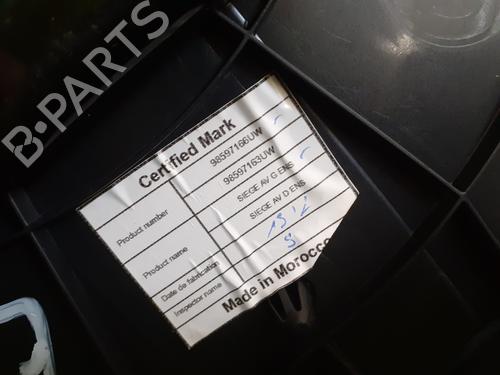 B-PARTS
Certified Mark
Product number
98597166UW
98597163UW
Product name
SIEGE AV G ENS
SIEGE AV D ENS
Date de fabrication
Inspector name
Made in Morocco